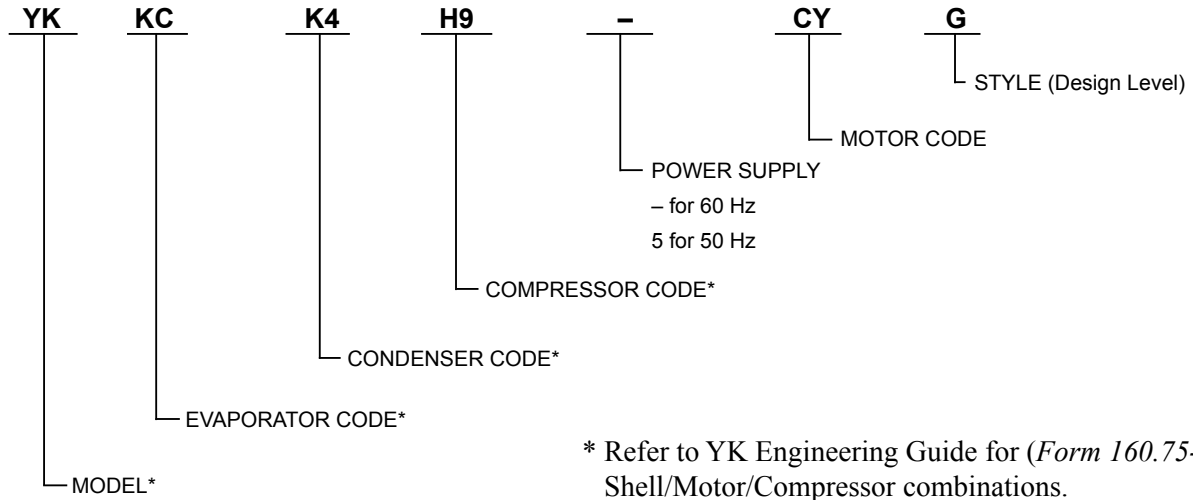 YK KC K4 H9 – CY G
STYLE (Design Level)
MOTOR CODE
POWER SUPPLY
– for 60 Hz
5 for 50 Hz
COMPRESSOR CODE*
CONDENSER CODE*
EVAPORATOR CODE*
* Refer to YK Engineering Guide for (Form 160.75-
MODEL*
Shell/Motor/Compressor combinations.